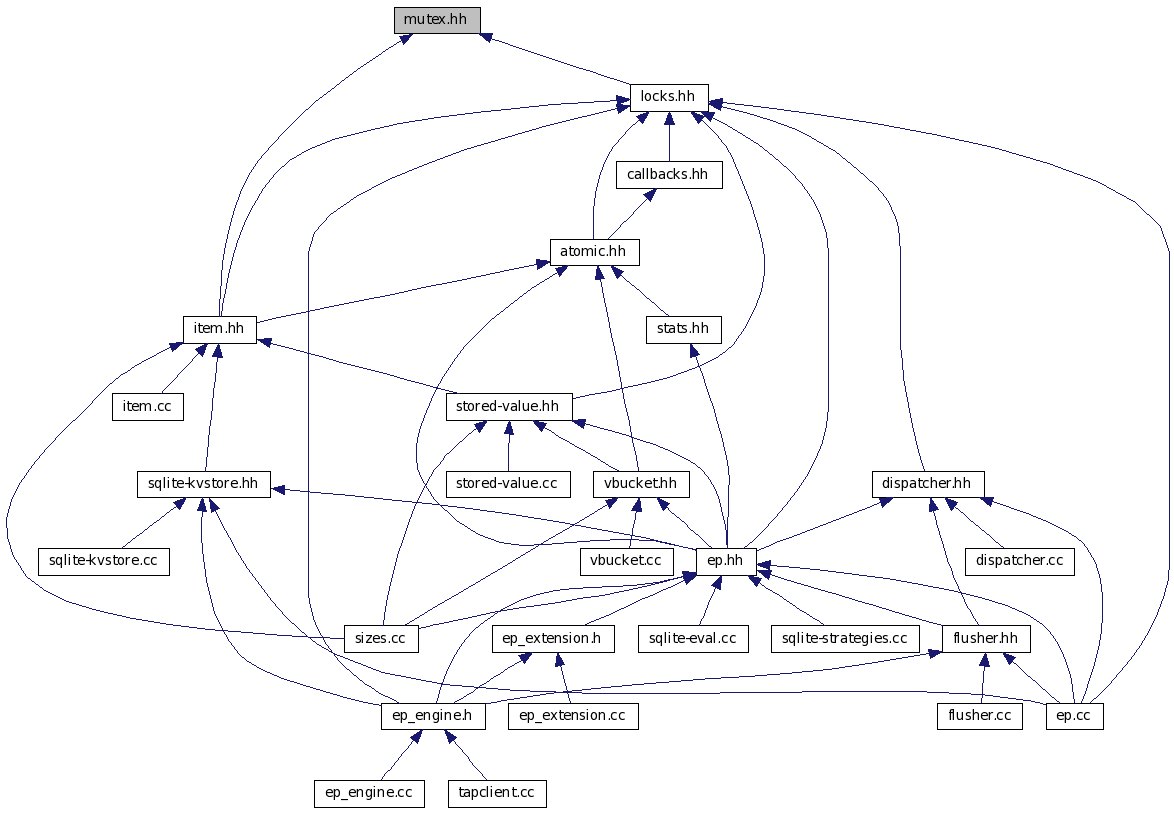 mutex.hh
locks.hh
callbacks.hh
atomic.hh
item.hh
stats.hh
item.cc
stored-value.hh
sqlite-kvstore.hh
stored-value.cc
vbucket.hh
dispatcher.hh
sqlite-kvstore.cc
vbucket.cc
ep.hh
dispatcher.cc
sizes.cc
ep_extension.h
sqlite-eval.cc
sqlite-strategies.cc
flusher.hh
ep_engine.h
ep_extension.cc
flusher.cc
ep.cc
ep_engine.cc
tapclient.cc